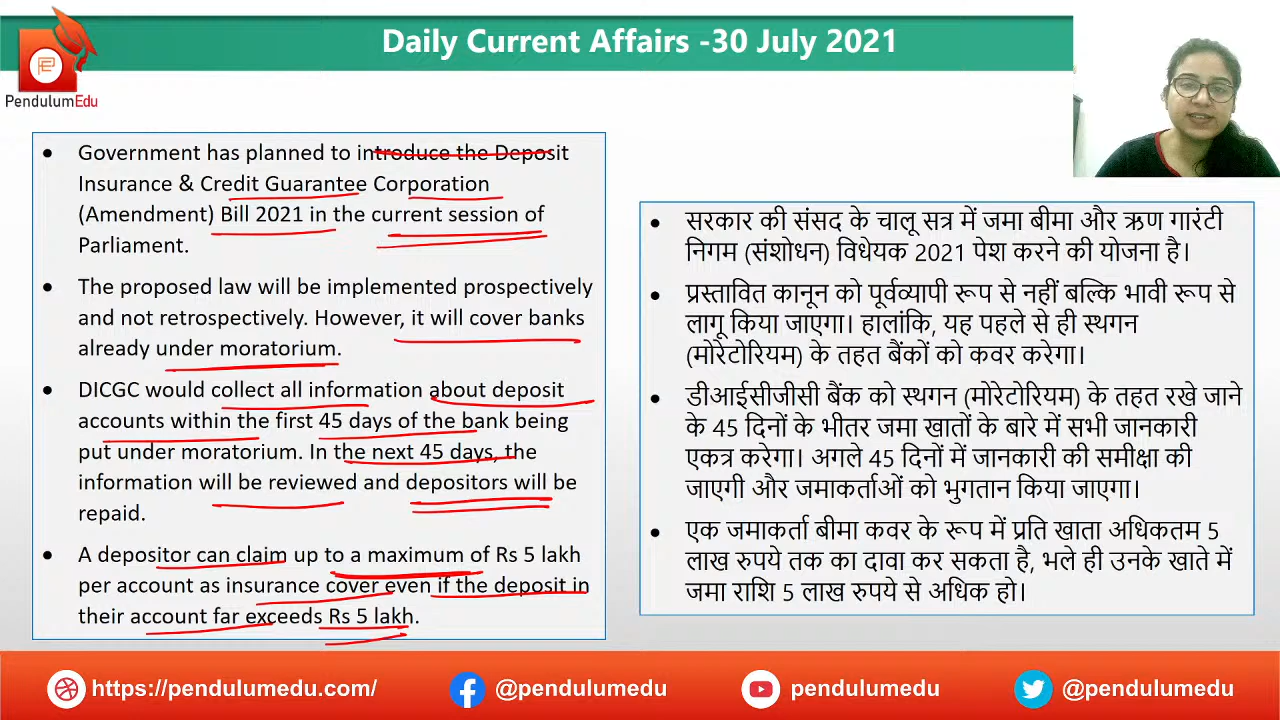 Daily Current Affairs -30 July 2021
PendulumEdu
Government has planned to introduce the Deposit
Insurance & Credit Guarantee Corporation
(Amendment) Bill 2021 in the current session of
Parliament.
The proposed law will be implemented prospectively
and not retrospectively. However, it will cover banks
already under moratorium.
DICGC would collect all information about deposit
accounts within the first 45 days of the bank being
put under moratorium. In the next 45 days, the
information will be reviewed and depositors will be
repaid.
A depositor can claim up to a maximum of Rs 5 lakh
per account as insurance cover even if the deposit in
their account far exceeds Rs 5 lakh.
सरकार की संसद के चालू सत्र में जमा बीमा और ऋण गारंटी
निगम (संशोधन) विधेयक 2021 पेश करने की योजना है।
प्रस्तावित कानून को पूर्वव्यापी रूप से नहीं बल्कि भावी रूप से
लागू किया जाएगा। हालांकि, यह पहले से ही स्थगन
(मोरेटोरियम) के तहत बैंकों को कवर करेगा।
डीआईसीजीसी बैंक को स्थगन (मोरेटोरियम) के तहत रखे जाने
के 45 दिनों के भीतर जमा खातों के बारे में सभी जानकारी
एकत्र करेगा। अगले 45 दिनों में जानकारी की समीक्षा की
जाएगी और जमाकर्ताओं को भुगतान किया जाएगा।
एक जमाकर्ता बीमा कवर के रूप में प्रति खाता अधिकतम 5
लाख रुपये तक का दावा कर सकता है, भले ही उनके खाते में
जमा राशि 5 लाख रुपये से अधिक हो।
https://pendulumedu.com/
@pendulumedu
pendulumedu
@pendulumedu